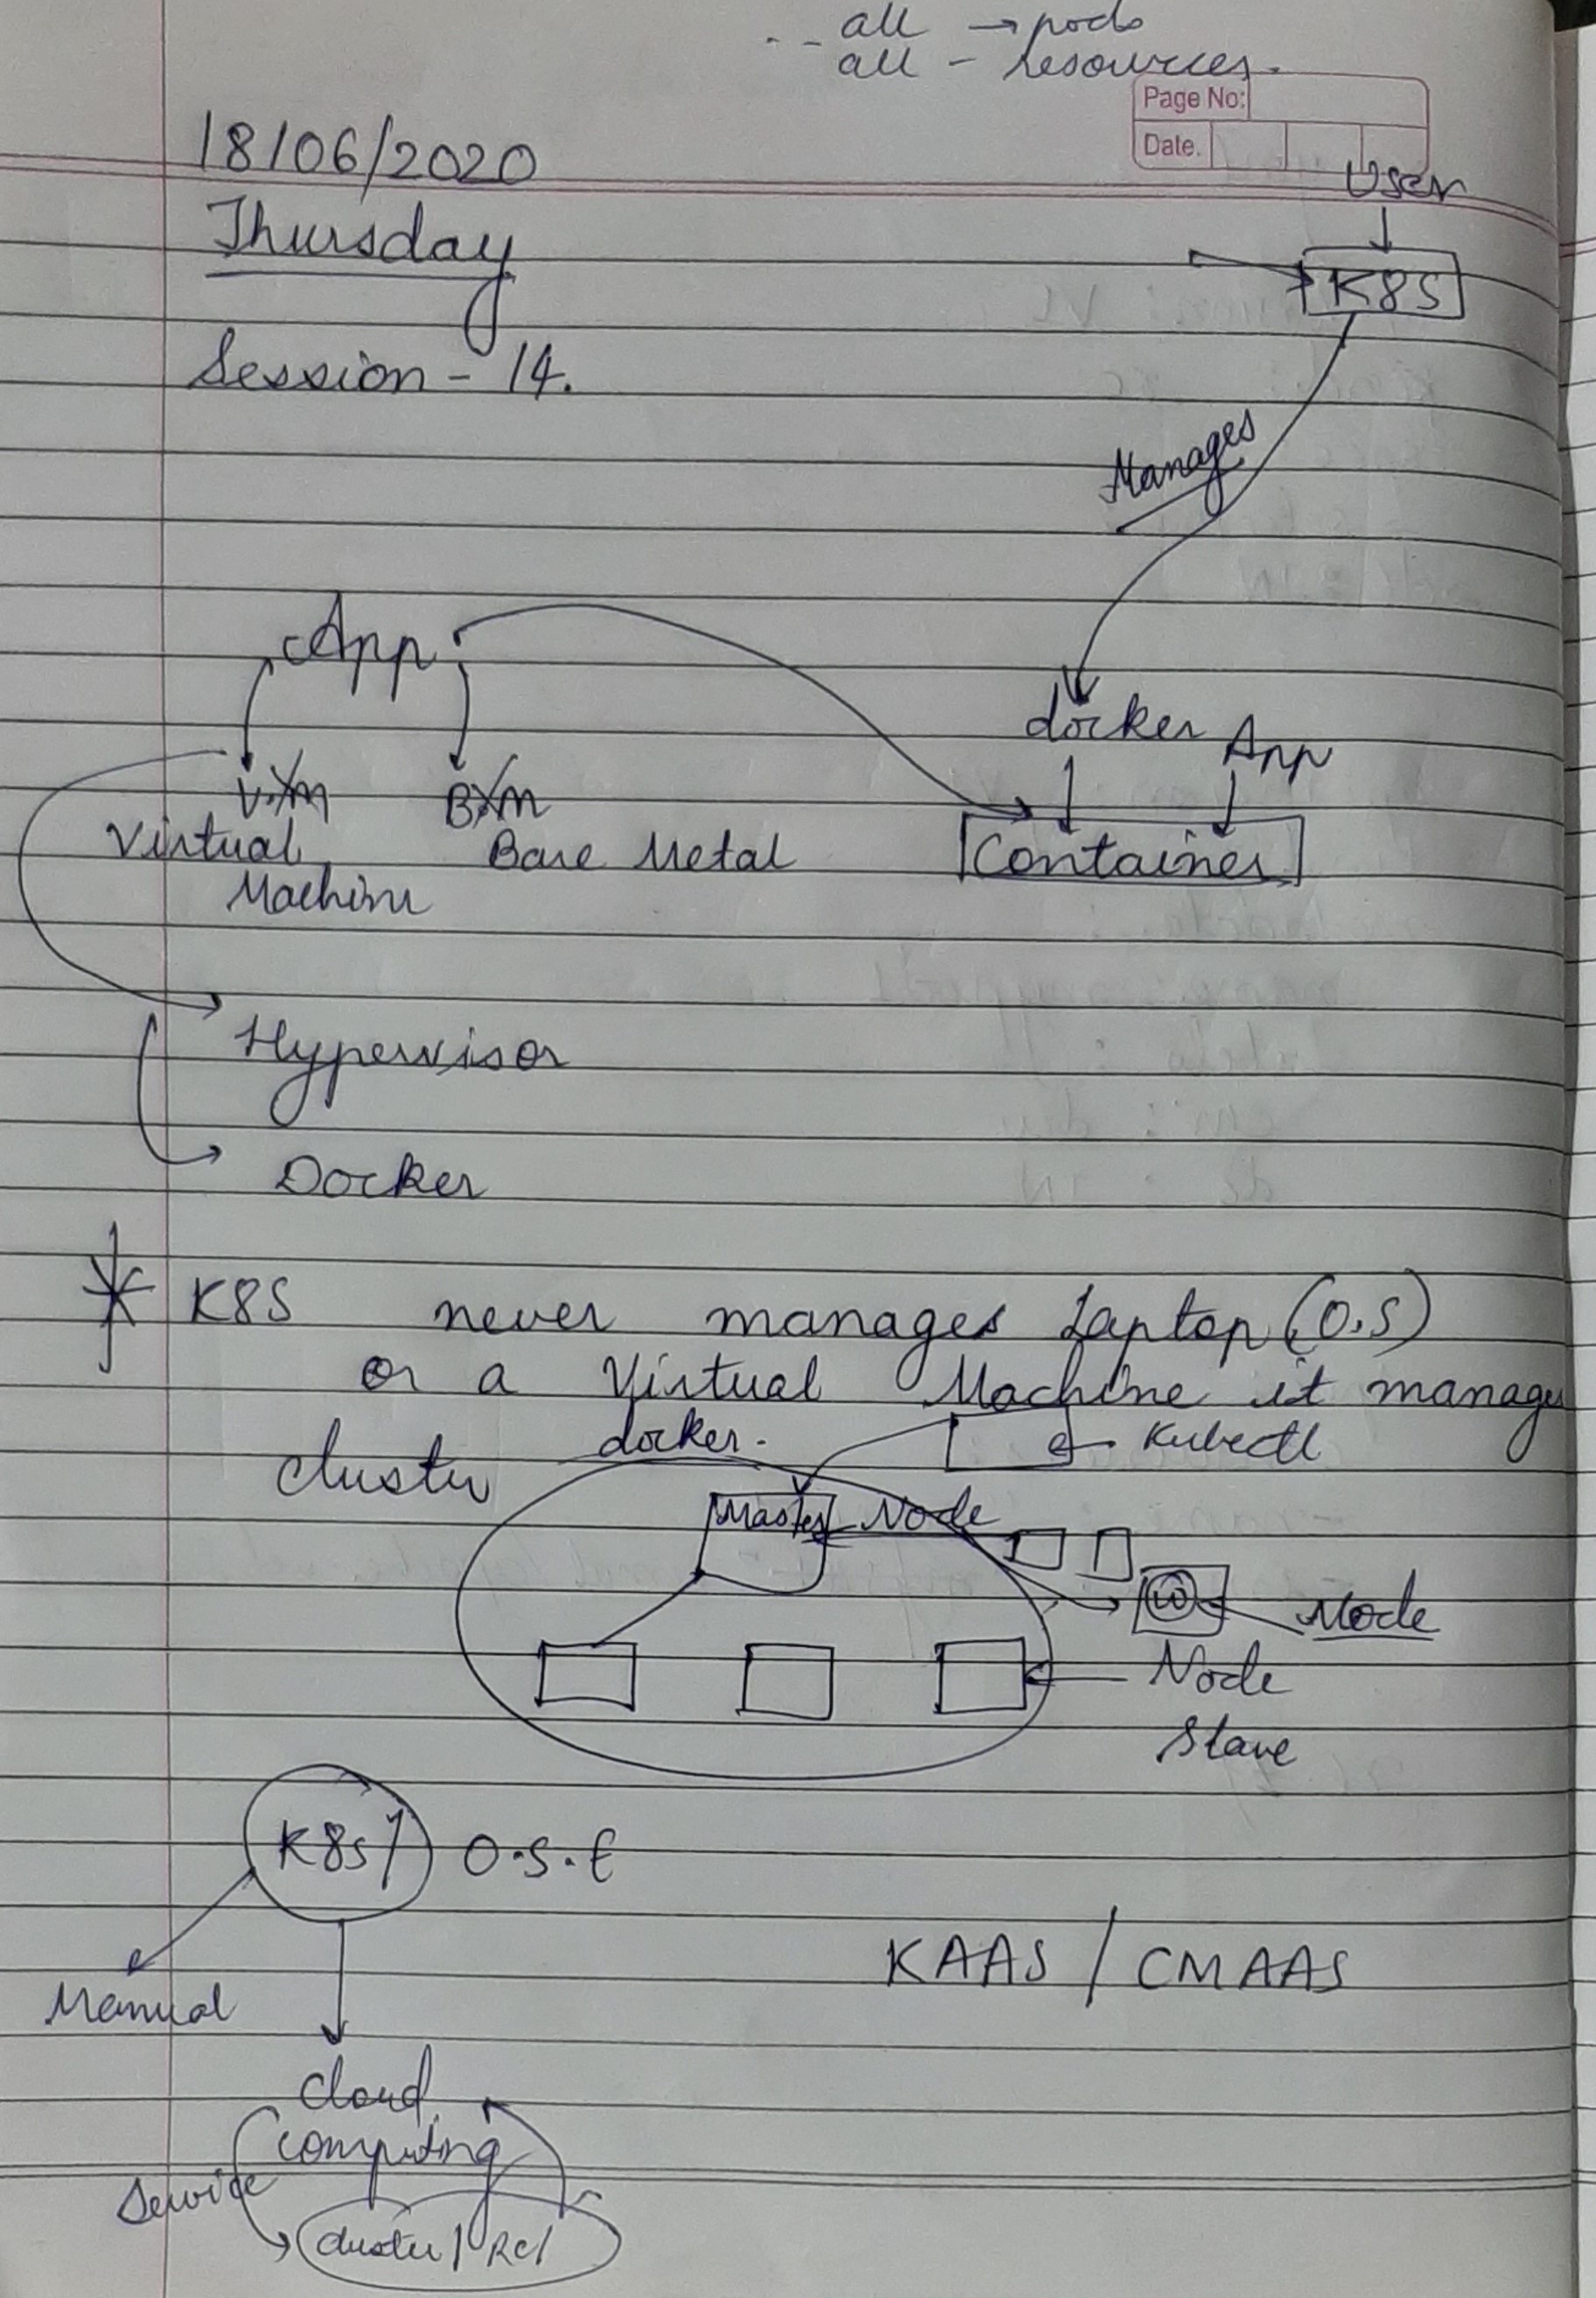 all → pods
all - resources.
Page No:
Date.
18/06/2020
User
Thursday
K8S
Session - 14.
Manages
App
docker App
V.M B.M
Virtual Bare Metal Container
Machine
Hypervisor
Docker
* K8S never manages Laptop (O.S)
or a Virtual Machine it manages
docker. Kubectl
cluster
Master Node
Node
Node
Slave
K8s / O.S.E
KAAS / CMAAS
Manual
Cloud
computing
Service
cluster / RC /